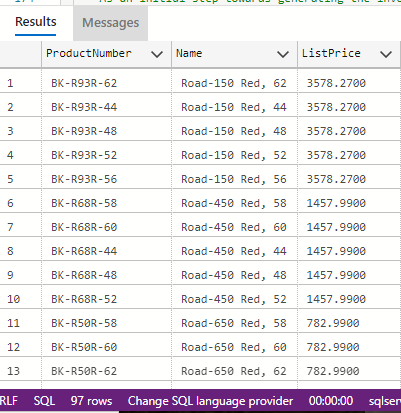 As an initial step towards generating the inv
Results Messages
ProductNumber Name ListPrice
1 BK-R93R-62 Road-150 Red, 62 3578.2700
2 BK-R93R-44 Road-150 Red, 44 3578.2700
3 BK-R93R-48 Road-150 Red, 48 3578.2700
4 BK-R93R-52 Road-150 Red, 52 3578.2700
5 BK-R93R-56 Road-150 Red, 56 3578.2700
6 BK-R68R-58 Road-450 Red, 58 1457.9900
7 BK-R68R-60 Road-450 Red, 60 1457.9900
8 BK-R68R-44 Road-450 Red, 44 1457.9900
9 BK-R68R-48 Road-450 Red, 48 1457.9900
10 BK-R68R-52 Road-450 Red, 52 1457.9900
11 BK-R50R-58 Road-650 Red, 58 782.9900
12 BK-R50R-60 Road-650 Red, 60 782.9900
13 BK-R50R-62 Road-650 Red, 62 782.9900
RLF SQL 97 rows Change SQL language provider 00:00:00 sqlserv